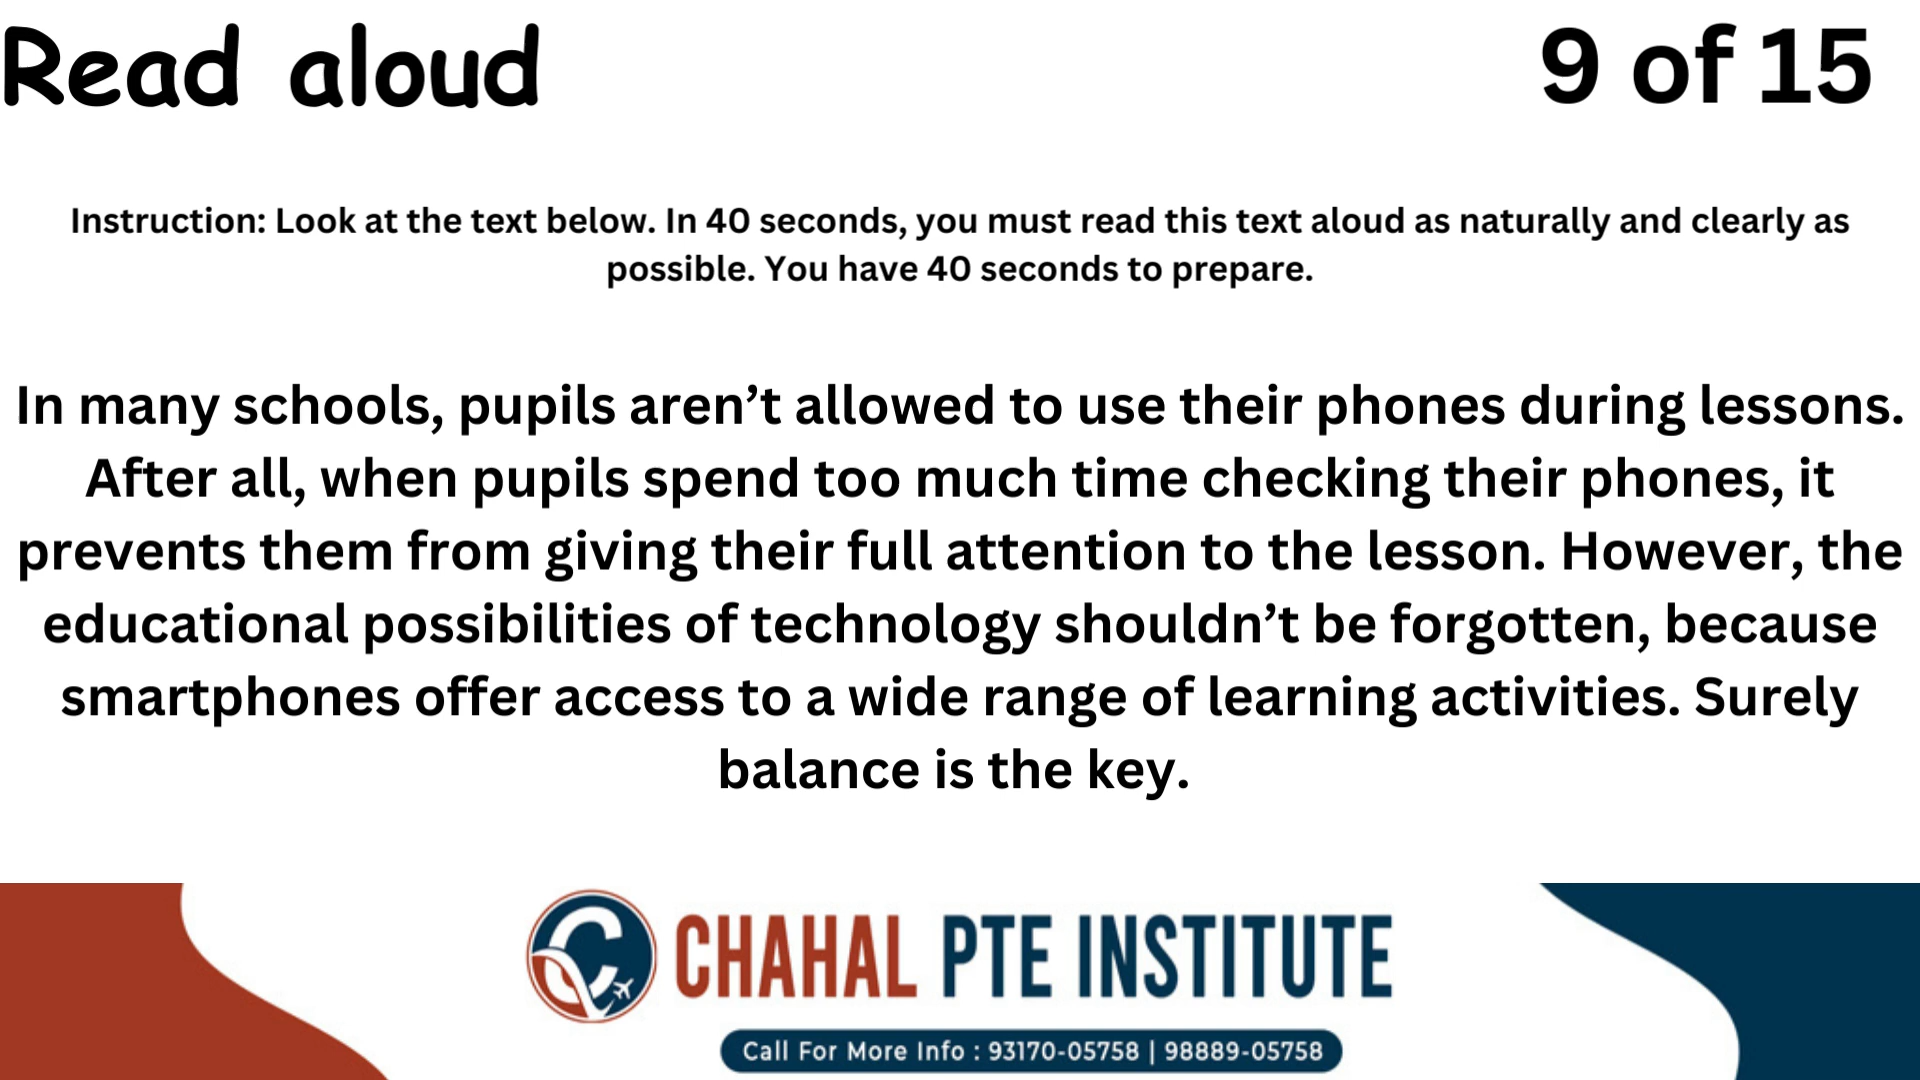 Read aloud
9 of 15
Instruction: Look at the text below. In 40 seconds, you must read this text aloud as naturally and clearly as
possible. You have 40 seconds to prepare.
In many schools, pupils aren’t allowed to use their phones during lessons.
After all, when pupils spend too much time checking their phones, it
prevents them from giving their full attention to the lesson. However, the
educational possibilities of technology shouldn’t be forgotten, because
smartphones offer access to a wide range of learning activities. Surely
balance is the key.
CHAHAL PTE INSTITUTE
Call For More Info : 93170-05758 | 98889-05758